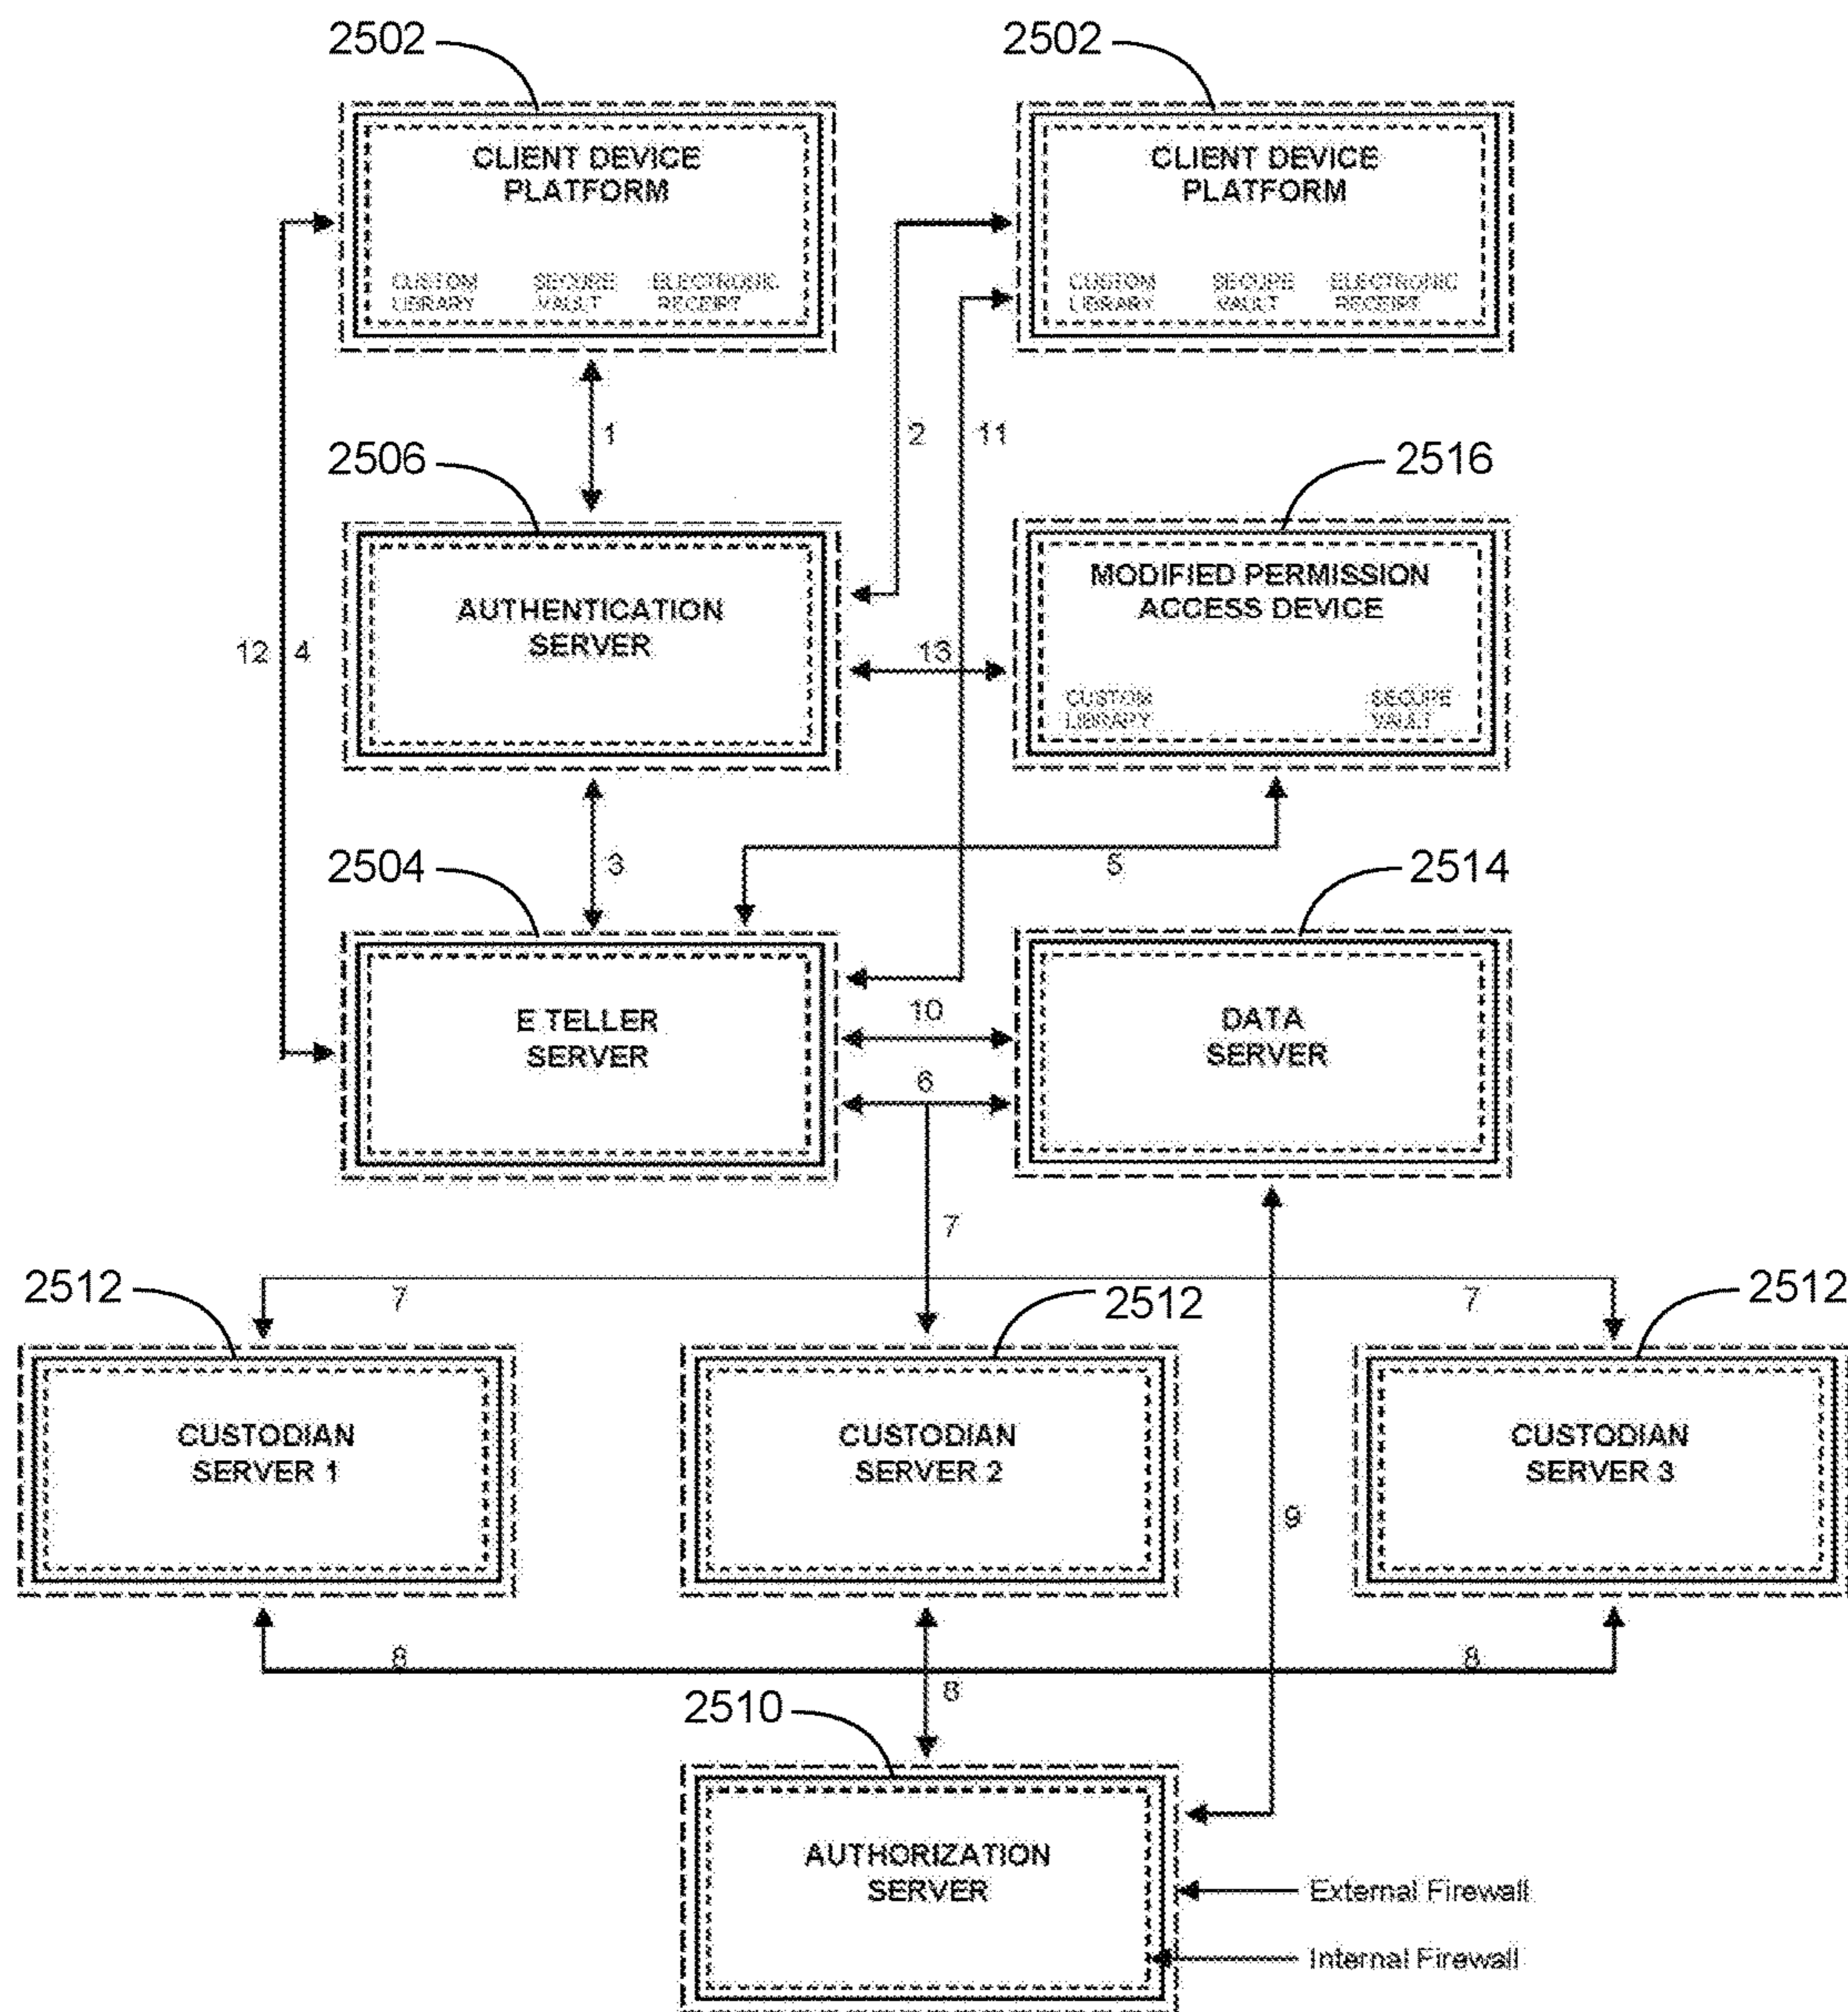 2502
2502
CLIENT DEVICE
PLATFORM
CUSTOM
LIBRARY
SECURE
VAULT
ELECTRONIC
RECEIPT
CLIENT DEVICE
PLATFORM
CUSTOM
LIBRARY
SECURE
VAULT
ELECTRONIC
RECEIPT
1
2
11
2506
2516
AUTHENTICATION
SERVER
MODIFIED PERMISSION
ACCESS DEVICE
CUSTOM
LIBRARY
SECURE
VAULT
12
4
13
3
5
2504
2514
E TELLER
SERVER
10
6
DATA
SERVER
7
2512
7
2512
7
2512
CUSTODIAN
SERVER 1
CUSTODIAN
SERVER 2
CUSTODIAN
SERVER 3
9
8
8
8
2510
AUTHORIZATION
SERVER
External Firewall
Internal Firewall